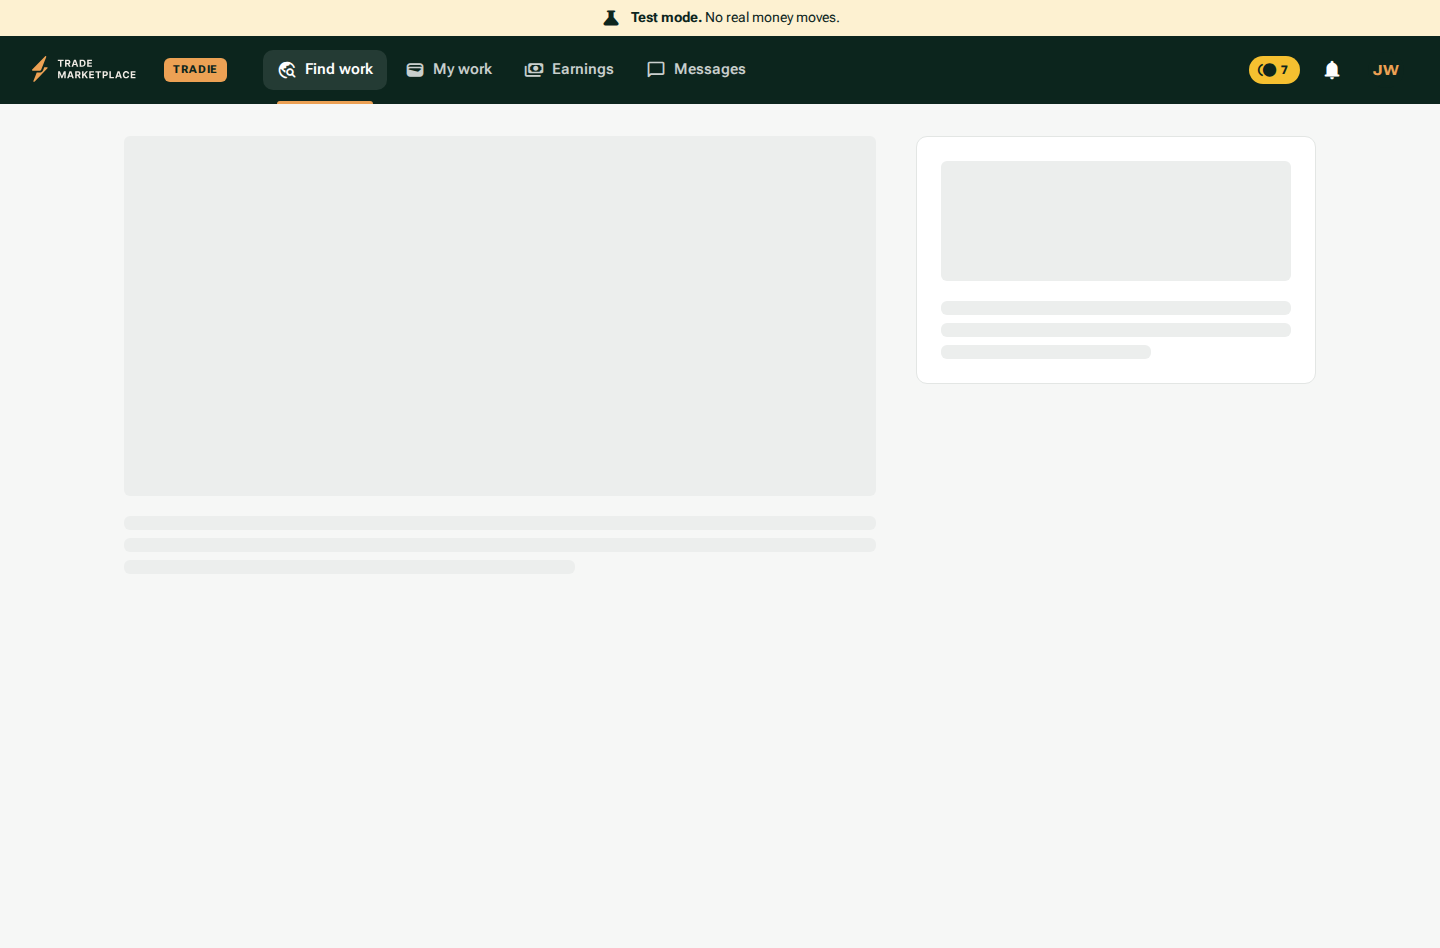 Test mode. No real money moves.
TRADE
MARKETPLACE
TRADIE
Find work
My work
Earnings
Messages
7
JW